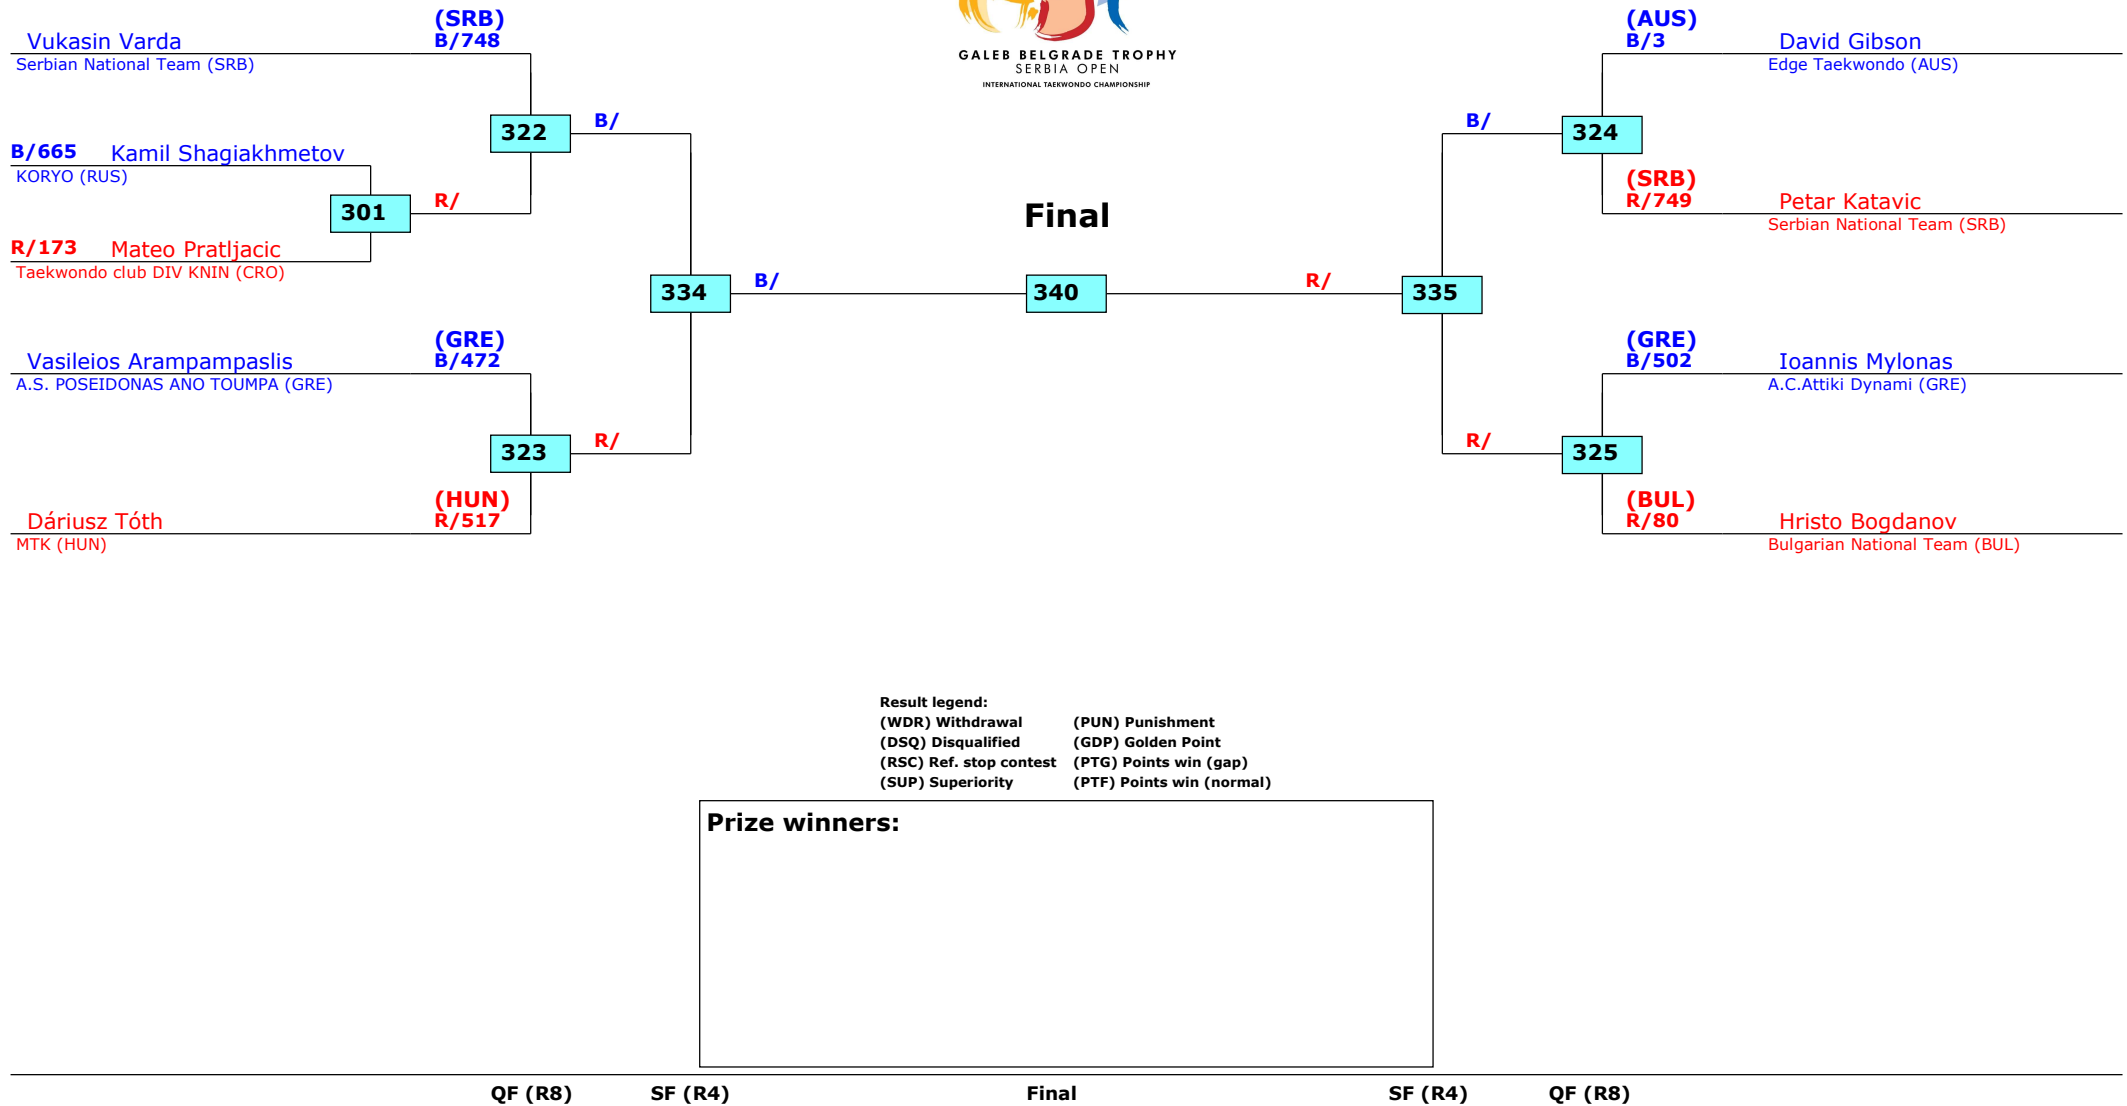 GALEB BELGRADE TROPHY
SERBIA OPEN
INTERNATIONAL TAEKWONDO CHAMPIONSHIP
Vukasin Varda
(SRB)
B/748
Serbian National Team (SRB)
322
B/
B/665 Kamil Shagiakhmetov
KORYO (RUS)
301
R/
R/173 Mateo Pratljacic
Taekwondo club DIV KNIN (CRO)
334
B/
Vasileios Arampampaslis
(GRE)
B/472
A.S. POSEIDONAS ANO TOUMPA (GRE)
323
R/
Dáriusz Tóth
(HUN)
R/517
MTK (HUN)
Final
340
(AUS)
B/3
David Gibson
Edge Taekwondo (AUS)
B/
324
(SRB)
R/749
Petar Katavic
Serbian National Team (SRB)
R/
335
(GRE)
B/502
Ioannis Mylonas
A.C.Attiki Dynami (GRE)
R/
325
(BUL)
R/80
Hristo Bogdanov
Bulgarian National Team (BUL)
Result legend:
(WDR) Withdrawal (PUN) Punishment
(DSQ) Disqualified (GDP) Golden Point
(RSC) Ref. stop contest (PTG) Points win (gap)
(SUP) Superiority (PTF) Points win (normal)
Prize winners:
QF (R8) SF (R4) Final SF (R4) QF (R8)